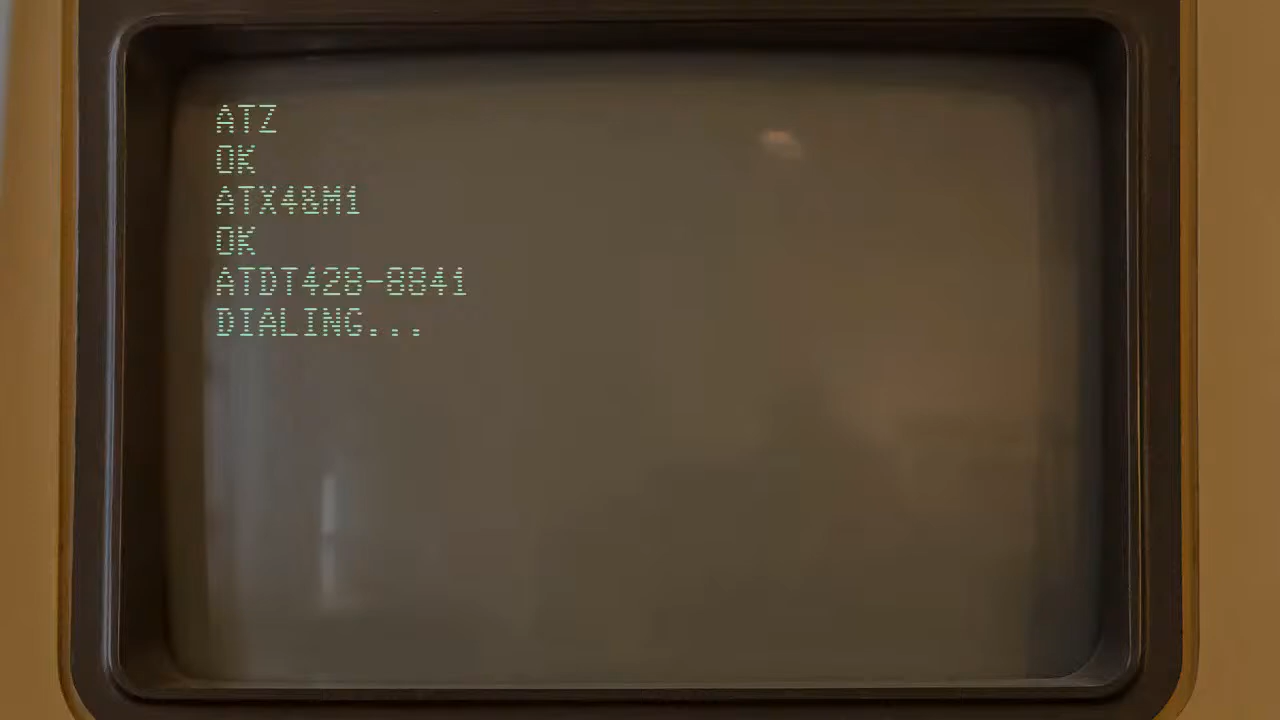 ATZ
OK
ATX4&M1
OK
ATDT428-8841
DIALING...